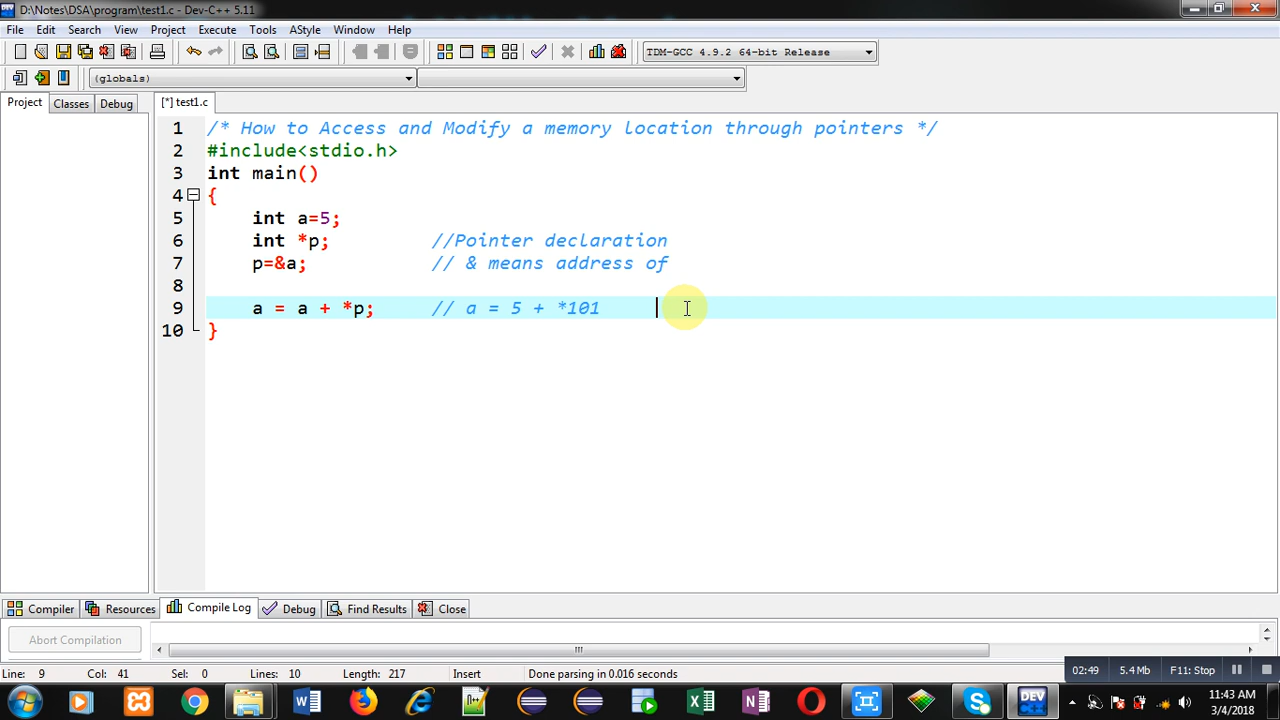 D:\Notes\DSA\program\test1.c - Dev-C++ 5.11
File Edit Search View Project Execute Tools AStyle Window Help
TDM-GCC 4.9.2 64-bit Release
(globals)
Project Classes Debug [*] test1.c
1 /* How to Access and Modify a memory location through pointers */
2 #include<stdio.h>
3 int main()
4 {
5 int a=5;
6 int *p; //Pointer declaration
7 p=&a; // & means address of
8
9 a = a + *p; // a = 5 + *101
10 }
Compiler Resources Compile Log Debug Find Results Close
Abort Compilation
Line: 9 Col: 41 Sel: 0 Lines: 10 Length: 217 Insert Done parsing in 0.016 seconds
02:49 5.4Mb F11: Stop
DEV
11:43 AM
3/4/2018